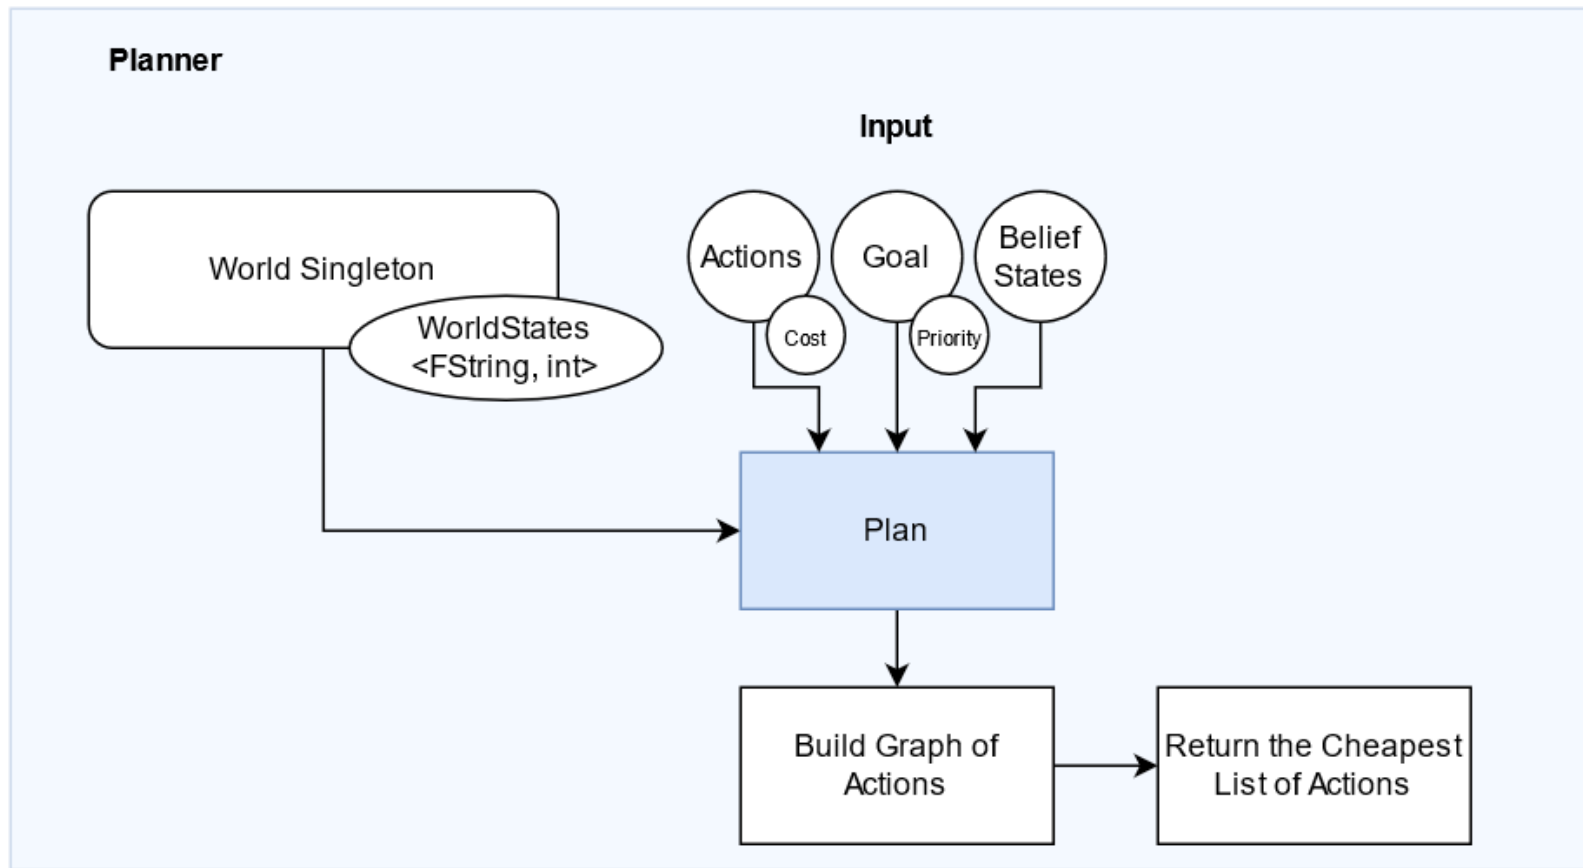 Planner
Input
World Singleton
WorldStates
<FString, int>
Actions
Cost
Goal
Priority
Belief
States
Plan
Build Graph of
Actions
Return the Cheapest
List of Actions